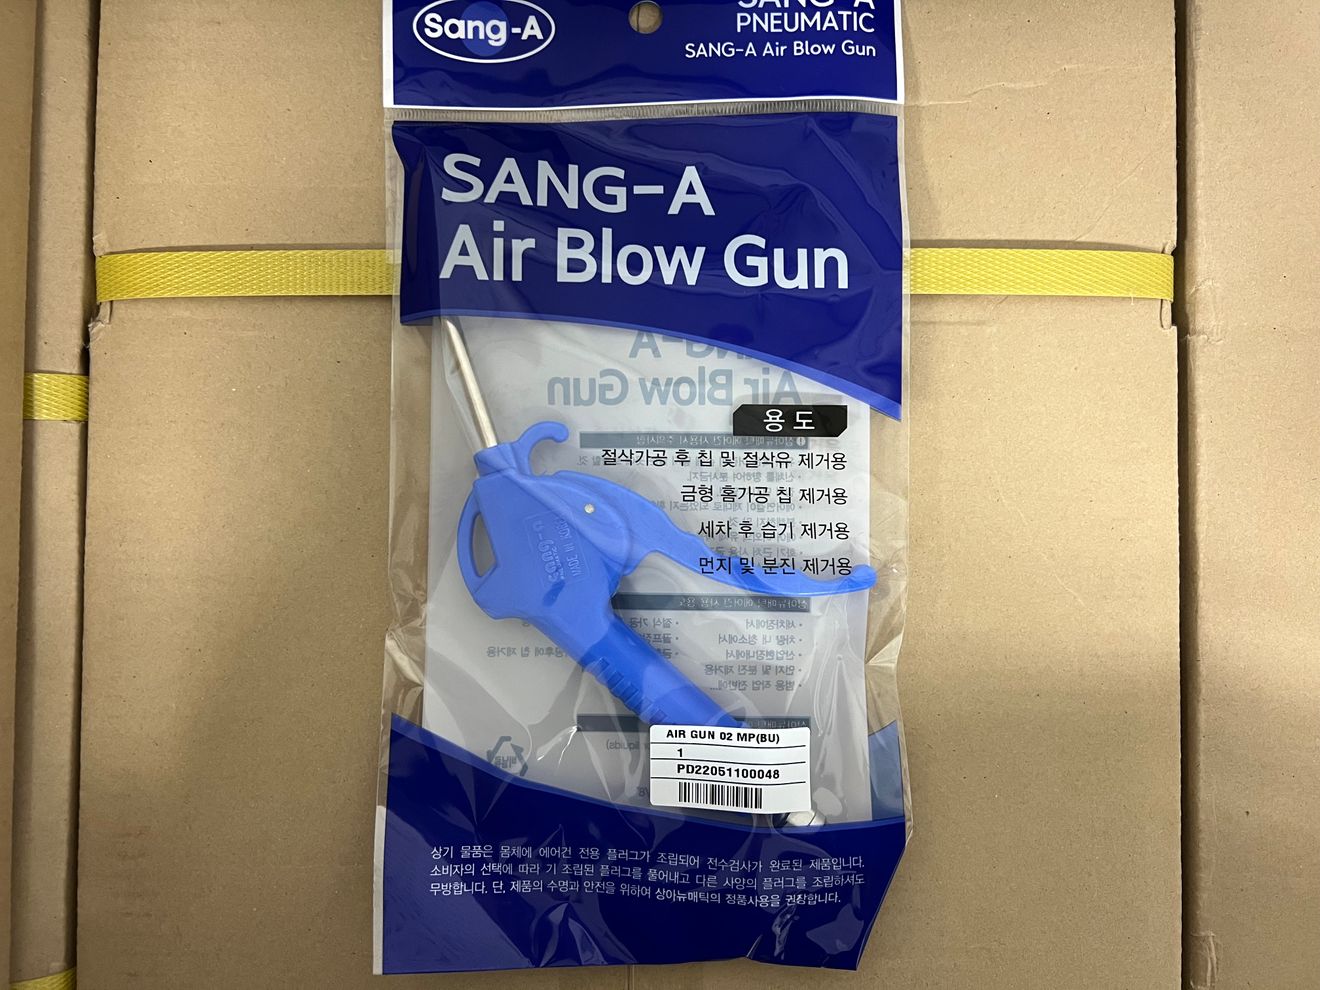 Sang-A
SANG-A
PNEUMATIC
SANG-A Air Blow Gun
SANG-A
Air Blow Gun
용도
절삭가공 후 칩 및 절삭유 제거용
금형 홈가공 칩 제거용
세차 후 습기 제거용
먼지 및 분진 제거용
AIR GUN 02 MP(BU)
1
PD22051100048
상기 물품은 몸체에 에어건 전용 플러그가 조립되어 전수검사가 완료된 제품입니다.
소비자의 선택에 따라 기 조립된 플러그를 풀어내고 다른 사양의 플러그를 조립하셔도
무방합니다. 단, 제품의 수명과 안전을 위하여 상아뉴매틱의 정품사용을 권장합니다.